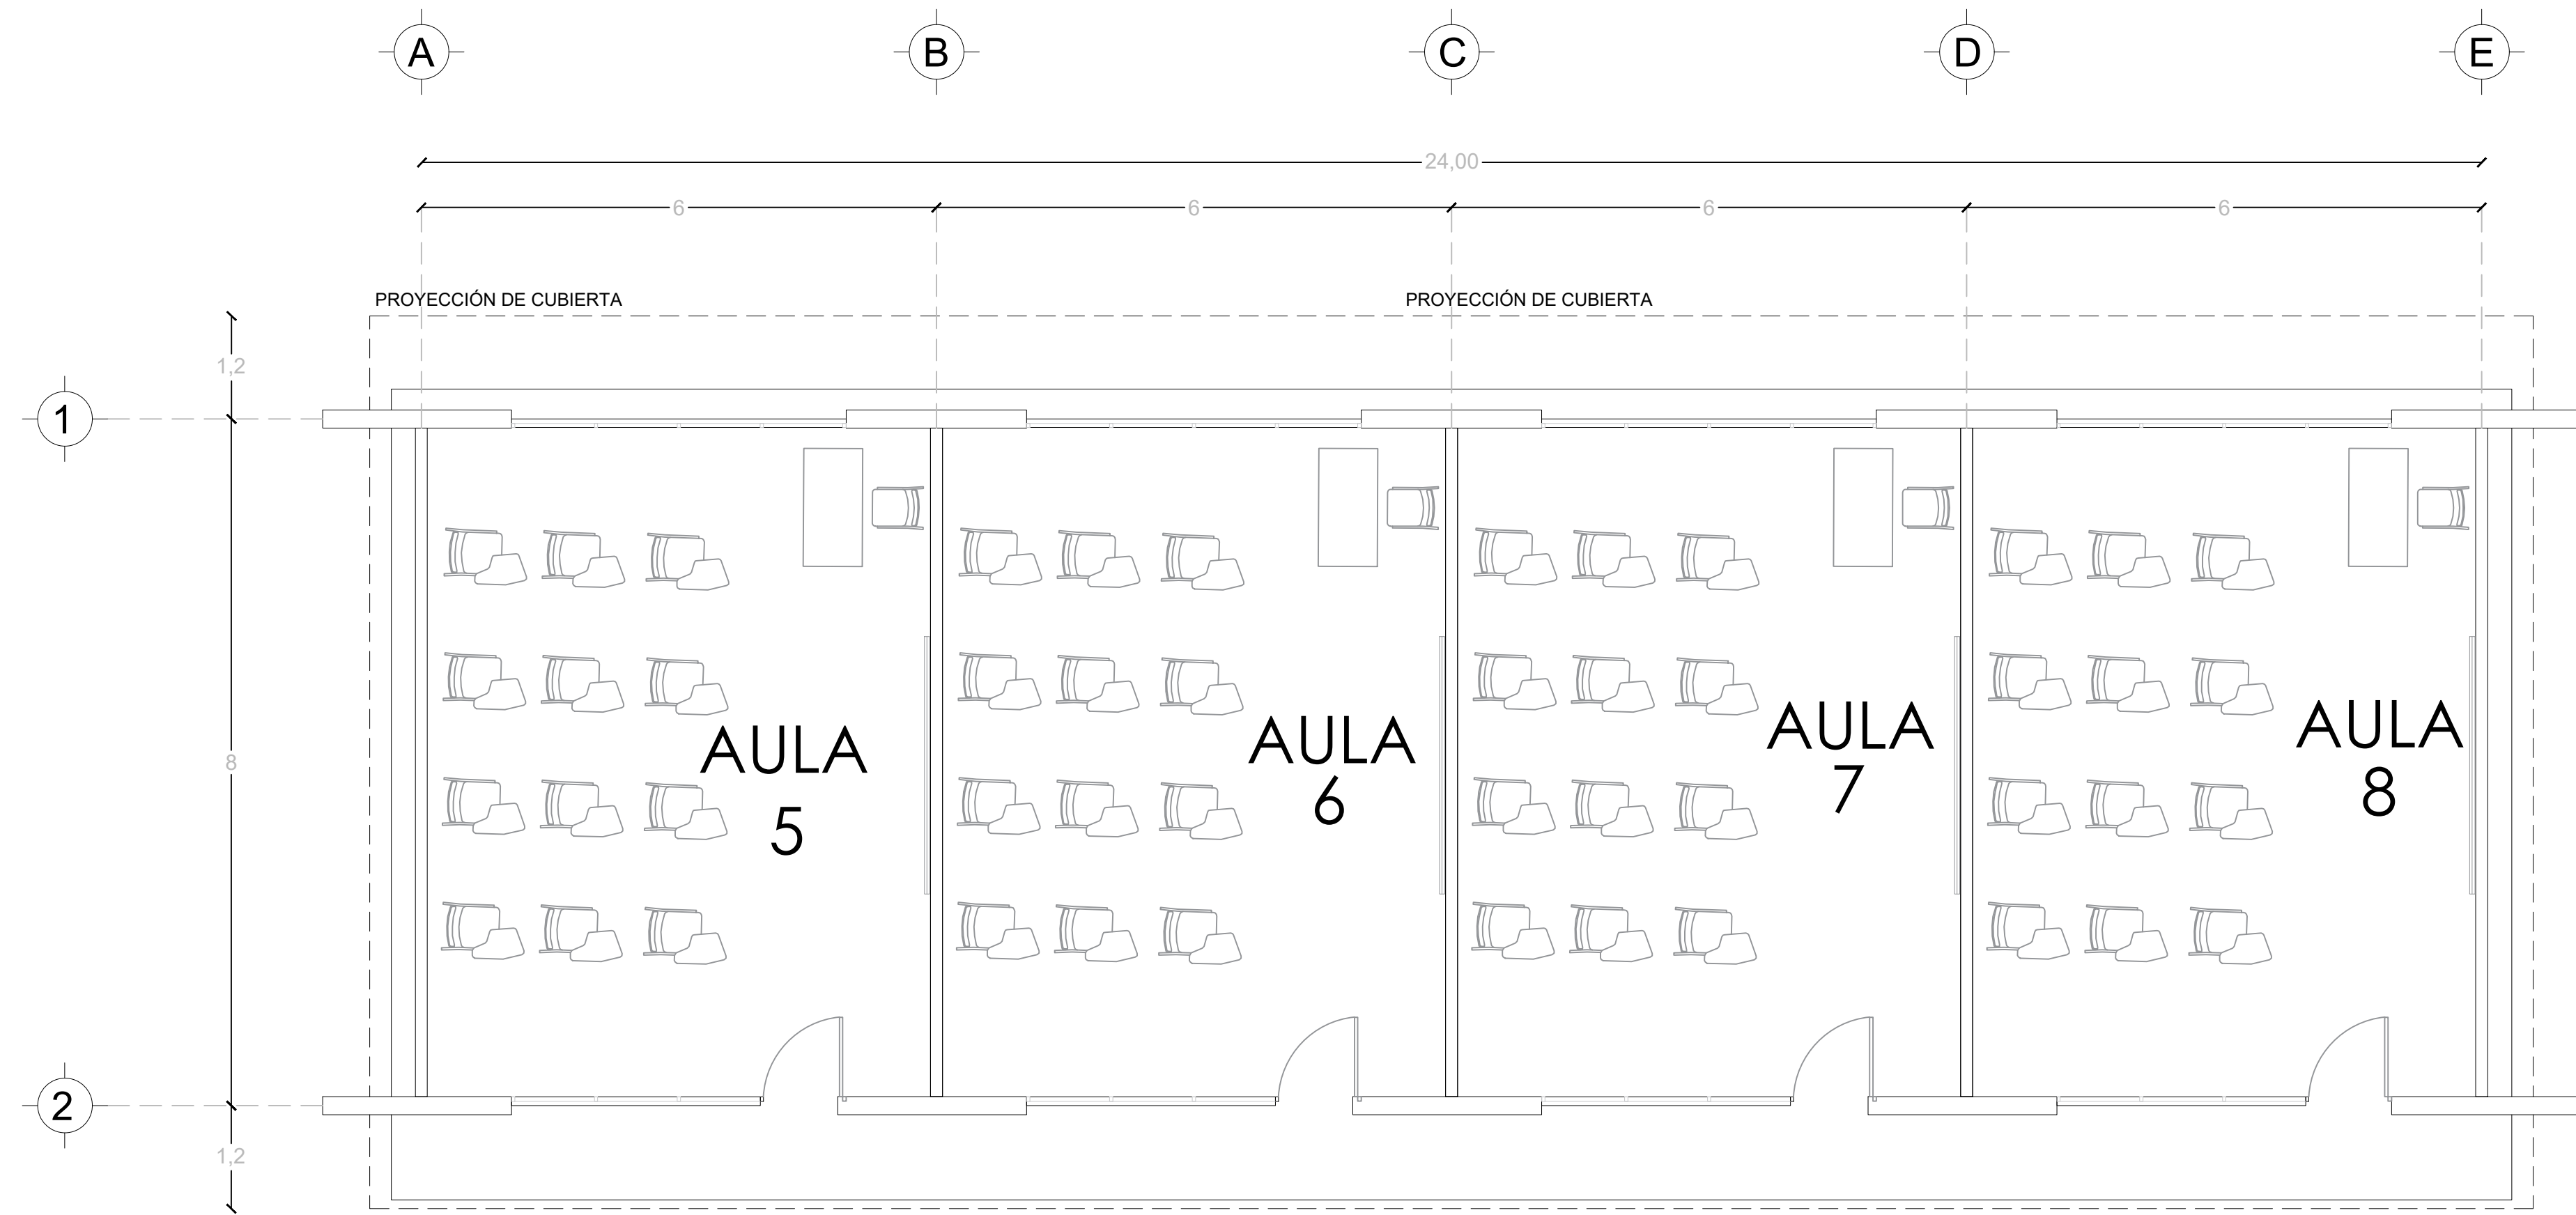 A B C D E
24,00
6 6 6 6
PROYECCIÓN DE CUBIERTA PROYECCIÓN DE CUBIERTA
1,2
1
8
AULA
5
AULA
6
AULA
7
AULA
8
2
1,2